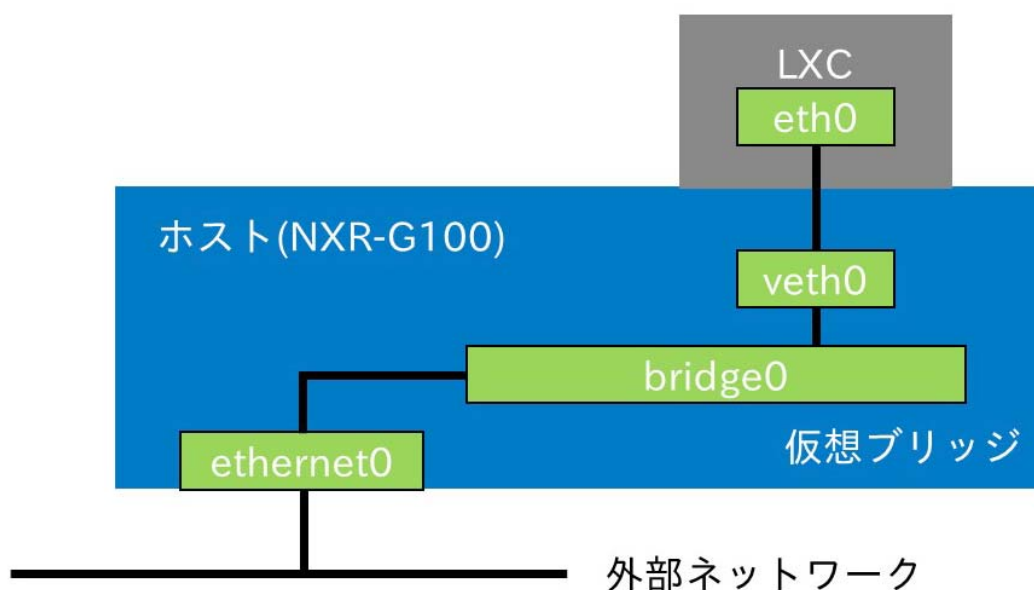 LXC
eth0
ホスト(NXR-G100)
veth0
bridge0
仮想ブリッジ
ethernet0
外部ネットワーク